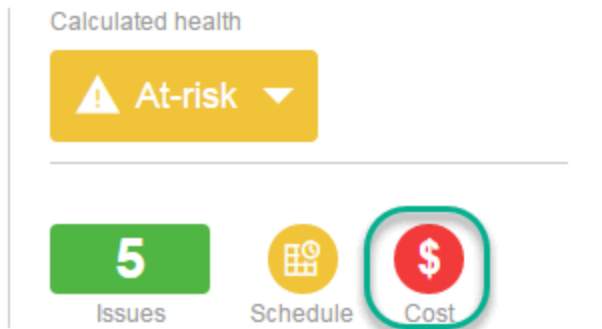 Calculated health
At-risk
5
$
Issues
Schedule
Cost